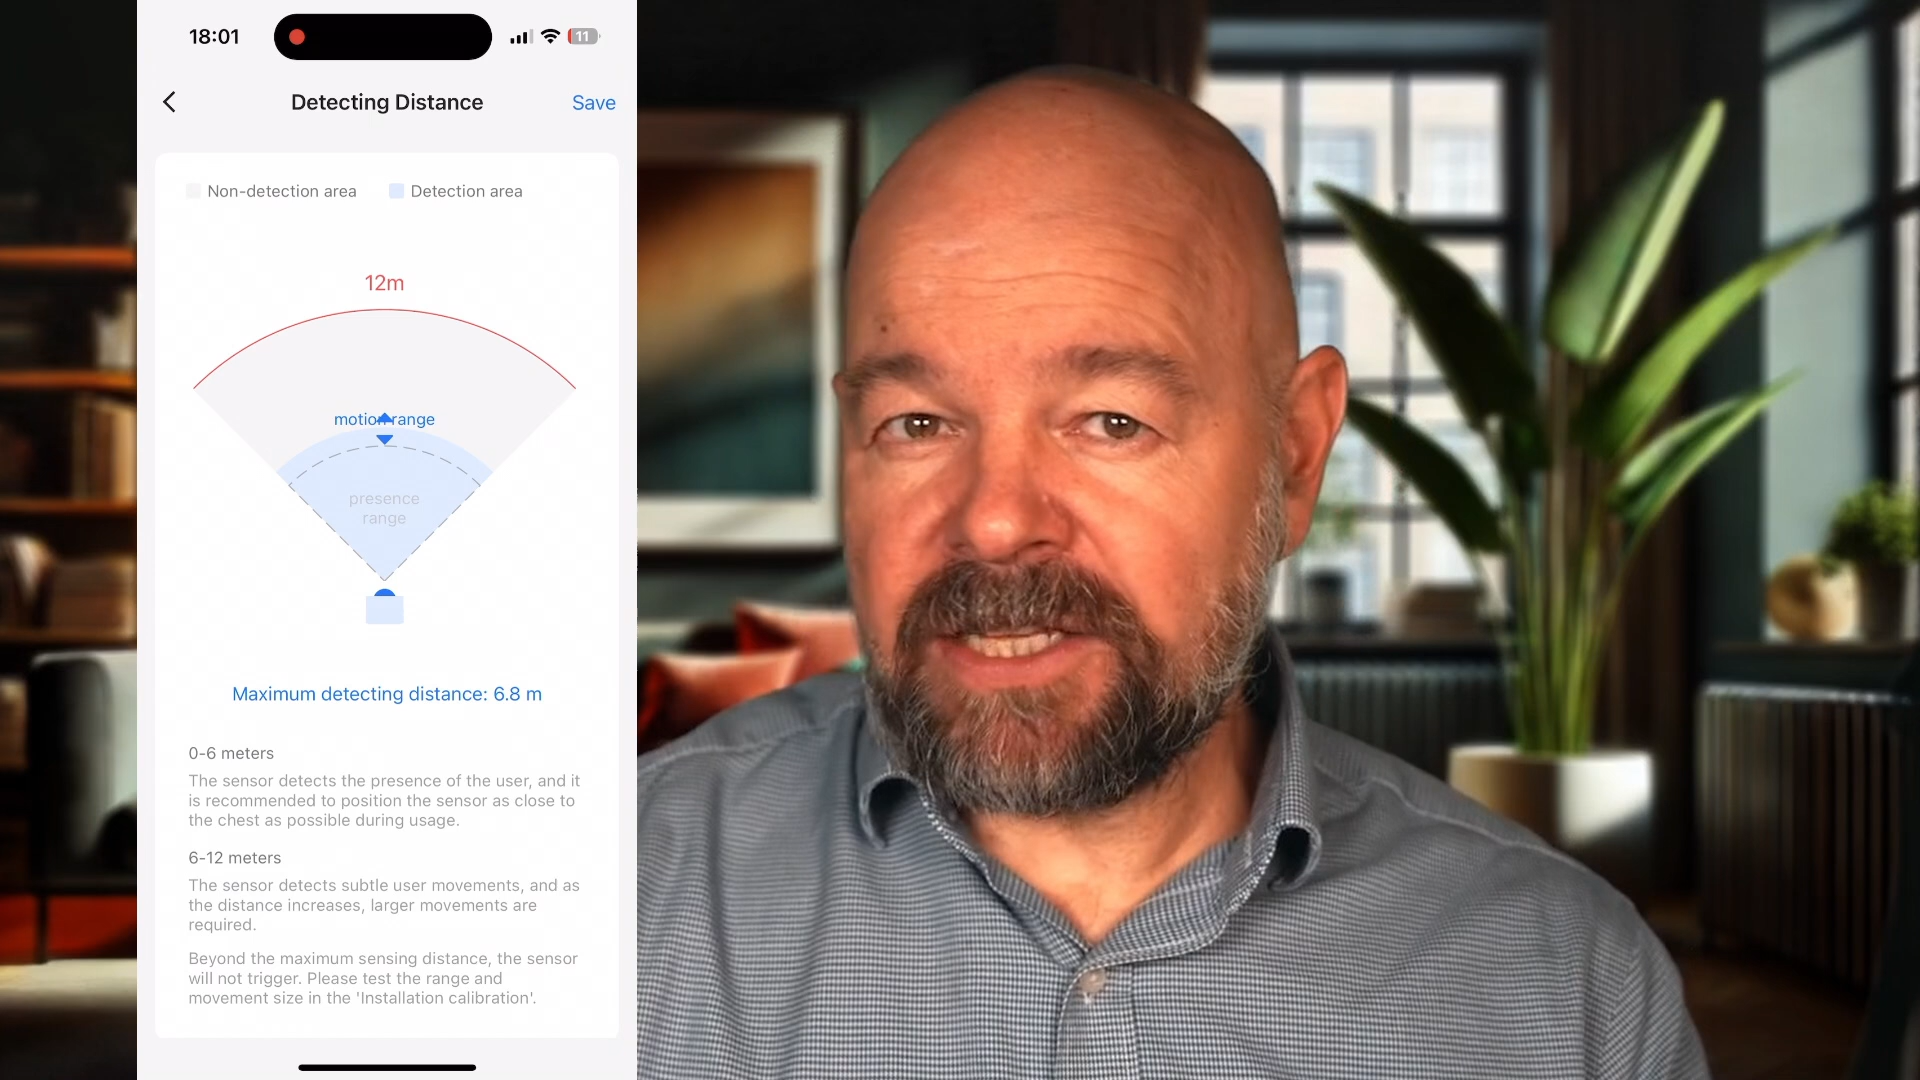 18:01
11
Detecting Distance
Save
Non-detection area
Detection area
12m
motion range
presence
range
Maximum detecting distance: 6.8 m
0-6 meters
The sensor detects the presence of the user, and it
is recommended to position the sensor as close to
the chest as possible during usage.
6-12 meters
The sensor detects subtle user movements, and as
the distance increases, larger movements are
required.
Beyond the maximum sensing distance, the sensor
will not trigger. Please test the range and
movement size in the 'Installation calibration'.